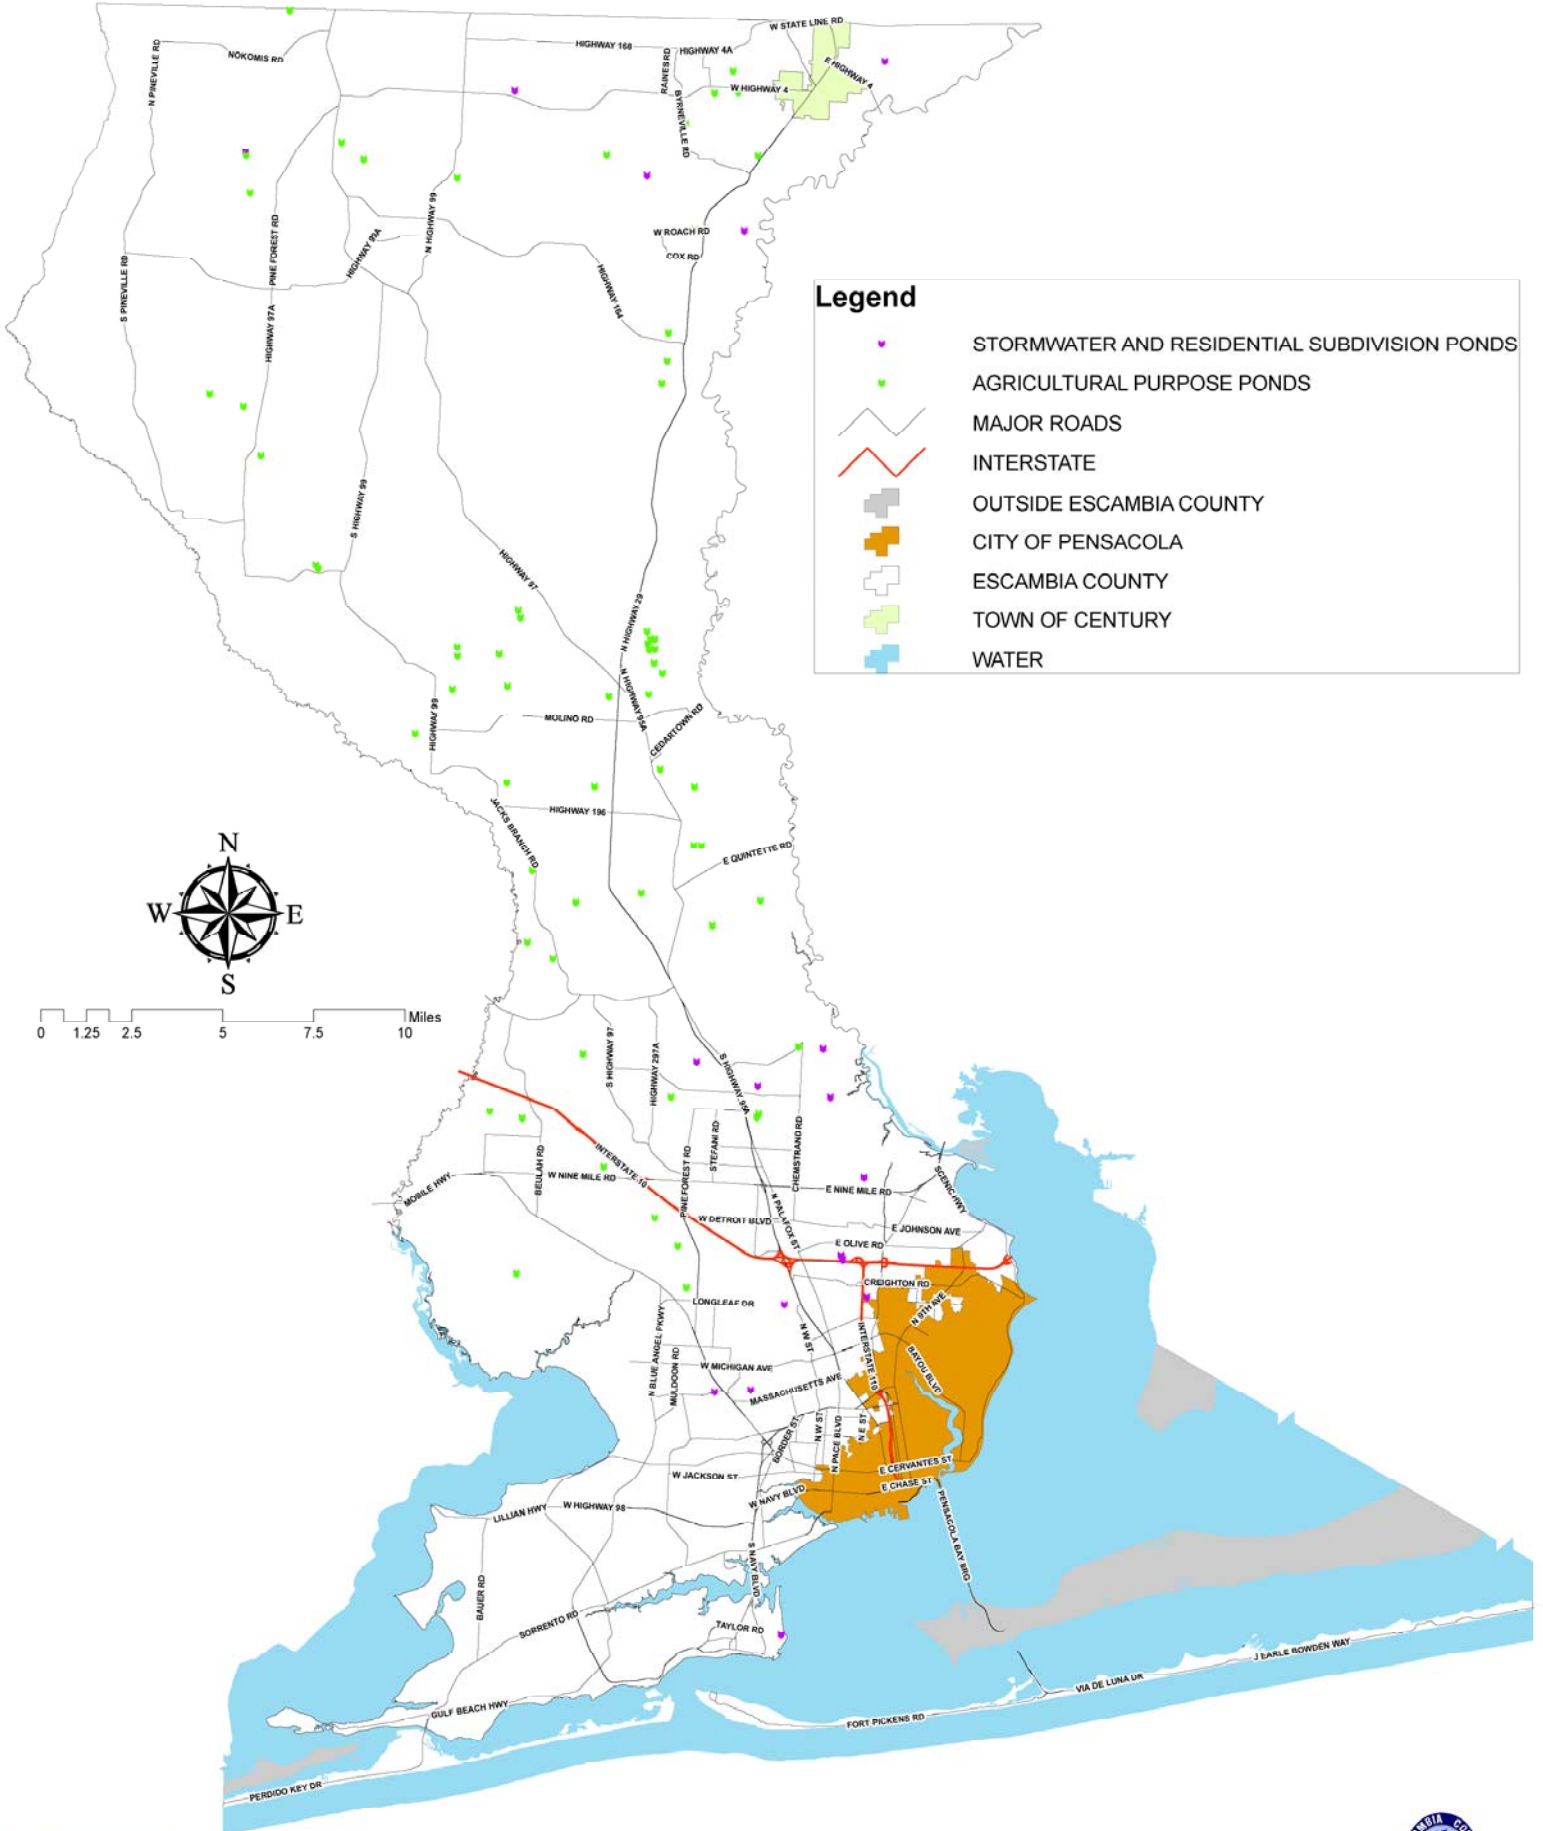 W STATE LINE RD
HIGHWAY 168
HIGHWAY 4A
NOKOMIS RD
N PINEVILLE RD
RAINES RD
E HIGHWAY 4
W HIGHWAY 4
BYRNEVILLE RD
N HIGHWAY 99
PINE FOREST RD
HIGHWAY 99A
W ROACH RD
COX RD
S PINEVILLE RD
HIGHWAY 164
HIGHWAY 97A
Legend
STORMWATER AND RESIDENTIAL SUBDIVISION PONDS
AGRICULTURAL PURPOSE PONDS
MAJOR ROADS
INTERSTATE
OUTSIDE ESCAMBIA COUNTY
CITY OF PENSACOLA
ESCAMBIA COUNTY
TOWN OF CENTURY
WATER
S HIGHWAY 99
HIGHWAY 97
N HIGHWAY 29
N HIGHWAY 95A
HIGHWAY 99
MOLINO RD
CEDARTOWN RD
HIGHWAY 196
JACKS BRANCH RD
E QUINTETTE RD
N
W
E
S
0 1.25 2.5 5 7.5 10 Miles
S HIGHWAY 97
HIGHWAY 297A
S HIGHWAY 95A
STEFANI RD
CHEMSTRAND RD
BEULAH RD
INTERSTATE 10
PINE FOREST RD
W NINE MILE RD
E NINE MILE RD
SCENIC HWY
MOBILE HWY
N PALAFOX ST
W DETROIT BLVD
E JOHNSON AVE
E OLIVE RD
CREIGHTON RD
LONGLEAF DR
N 9TH AVE
N W ST
INTERSTATE 110
N BLUE ANGEL PKWY
MULDOON RD
W MICHIGAN AVE
BAYOU BLVD
MASSACHUSETTS AVE
BORDER ST
N W ST
N PACE BLVD
N E ST
E CERVANTES ST
W JACKSON ST
E CHASE ST
W NAVY BLVD
LILLIAN HWY
W HIGHWAY 98
PENSACOLA BAY BRG
S NAVY BLVD
BAUER RD
SORRENTO RD
TAYLOR RD
J EARLE BOWDEN WAY
VIA DE LUNA DR
GULF BEACH HWY
FORT PICKENS RD
PERDIDO KEY DR